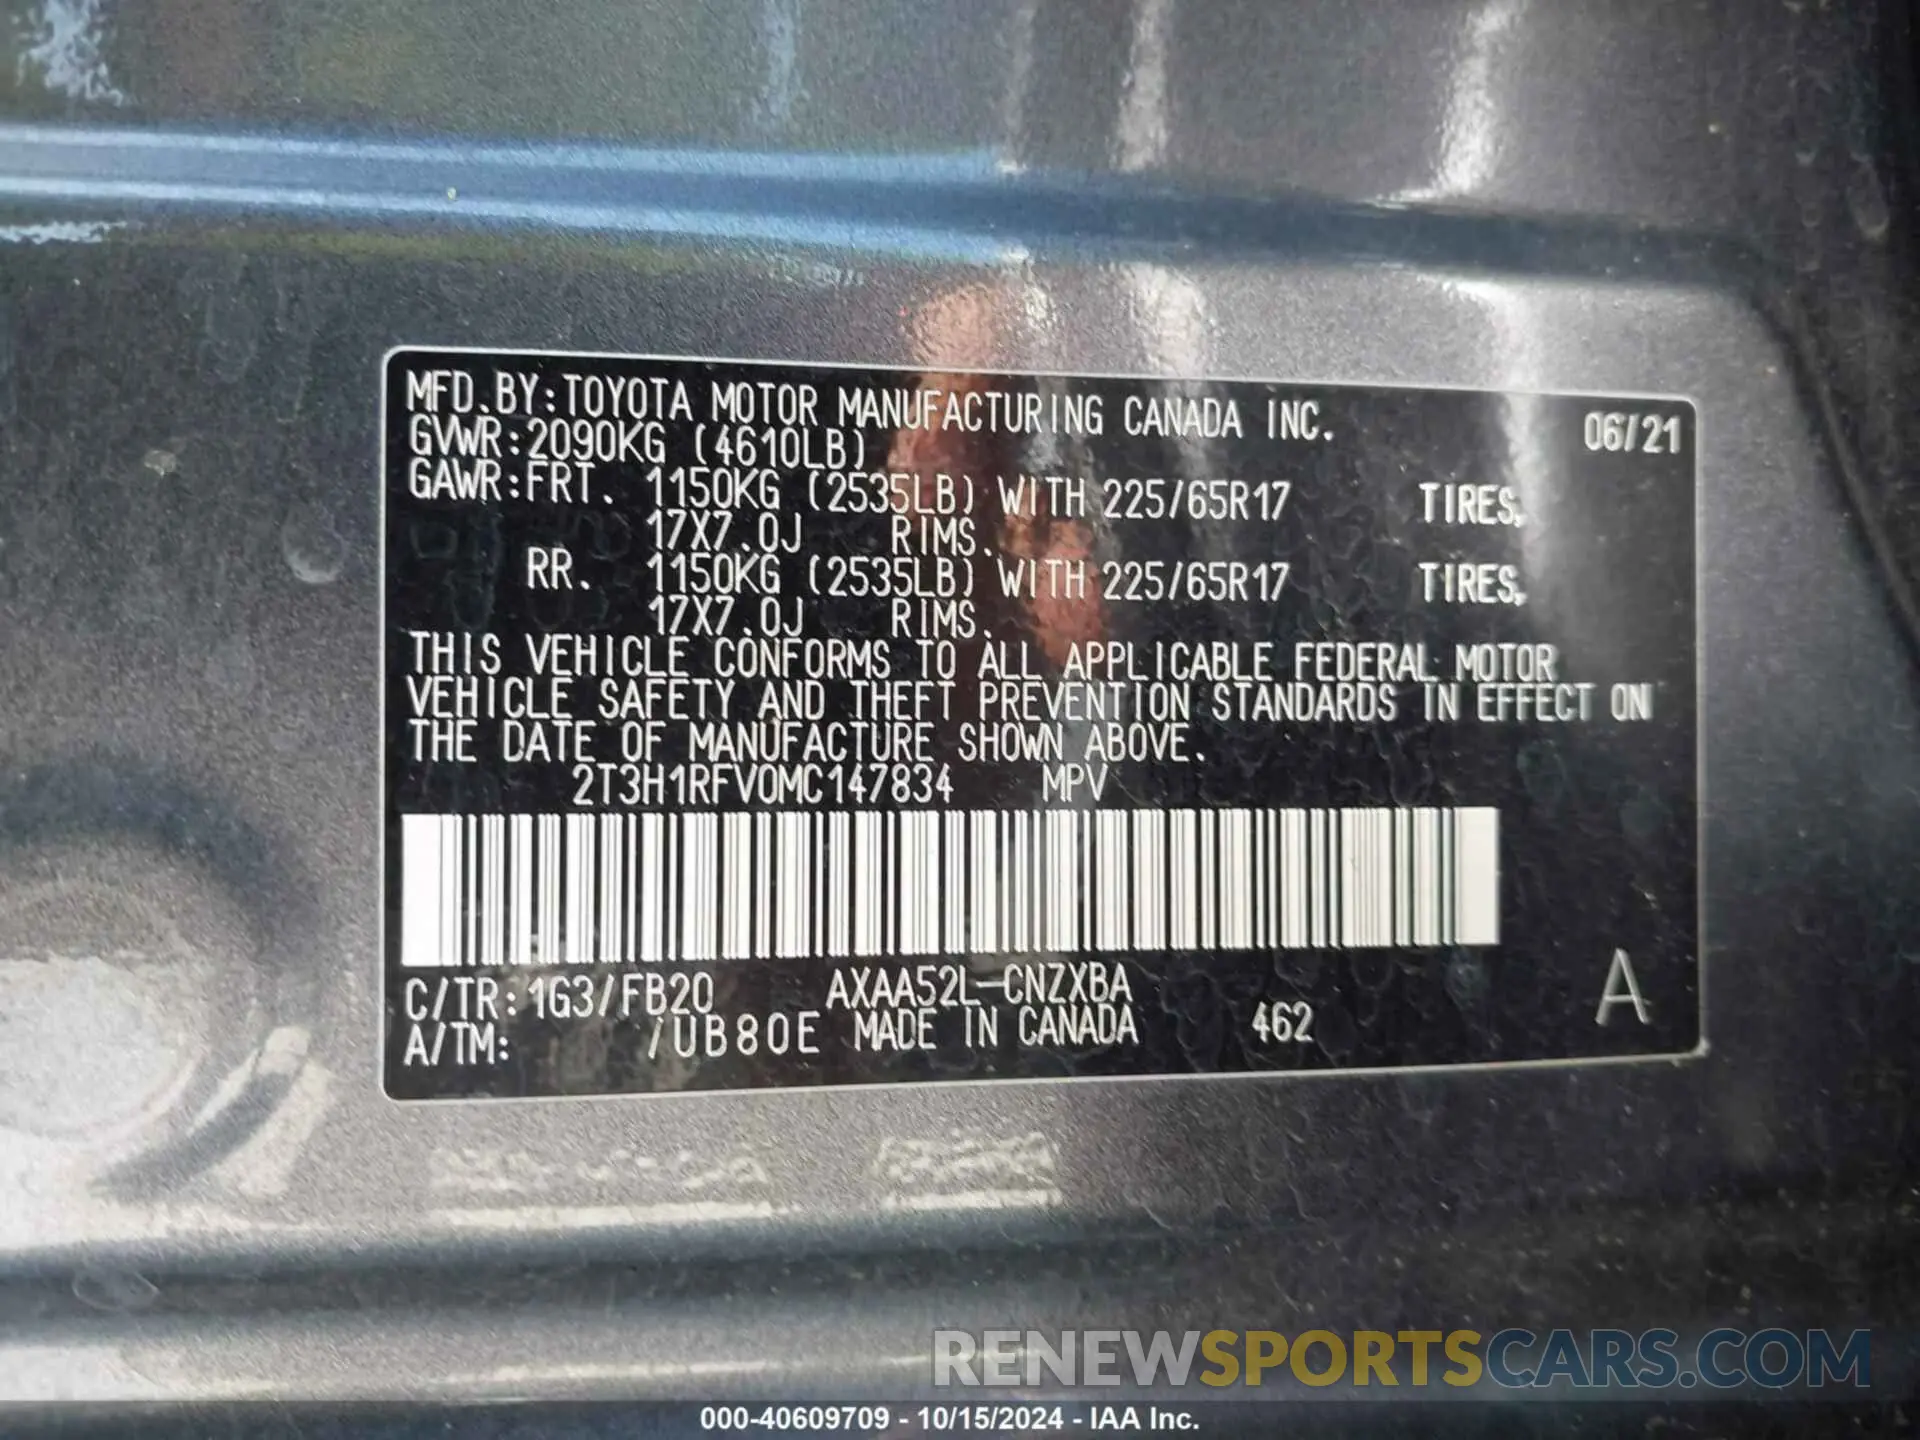 MFD.BY:TOYOTA MOTOR MANUFACTURING CANADA INC. 06/21
GVWR:2090KG (4610LB)
GAWR:FRT. 1150KG (2535LB) WITH 225/65R17 TIRES,
17X7.0J RIMS.
RR. 1150KG (2535LB) WITH 225/65R17 TIRES,
17X7.0J RIMS.
THIS VEHICLE CONFORMS TO ALL APPLICABLE FEDERAL MOTOR
VEHICLE SAFETY AND THEFT PREVENTION STANDARDS IN EFFECT ON
THE DATE OF MANUFACTURE SHOWN ABOVE.
2T3H1RFV0MC147834 MPV
C/TR:1G3/FB20 AXAA52L-CNZXBA A
A/TM: /UB80E MADE IN CANADA 462
RENEWSPORTSCARS.COM
000-40609709 - 10/15/2024 - IAA Inc.